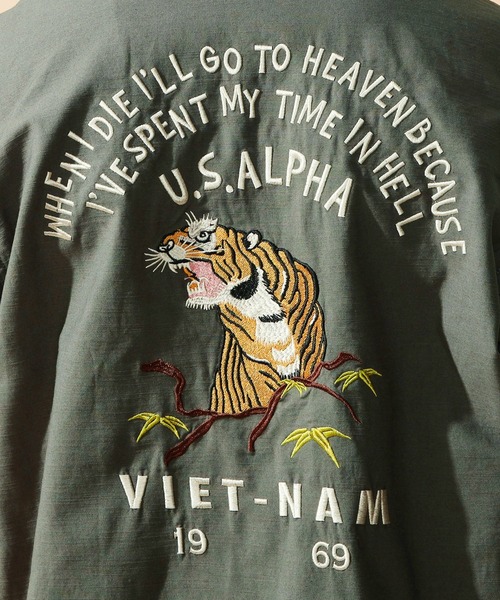 WHEN I DIE I'LL GO TO HEAVEN BECAUSE
I'VE SPENT MY TIME IN HELL
U.S.ALPHA
VIET-NAM
19 69